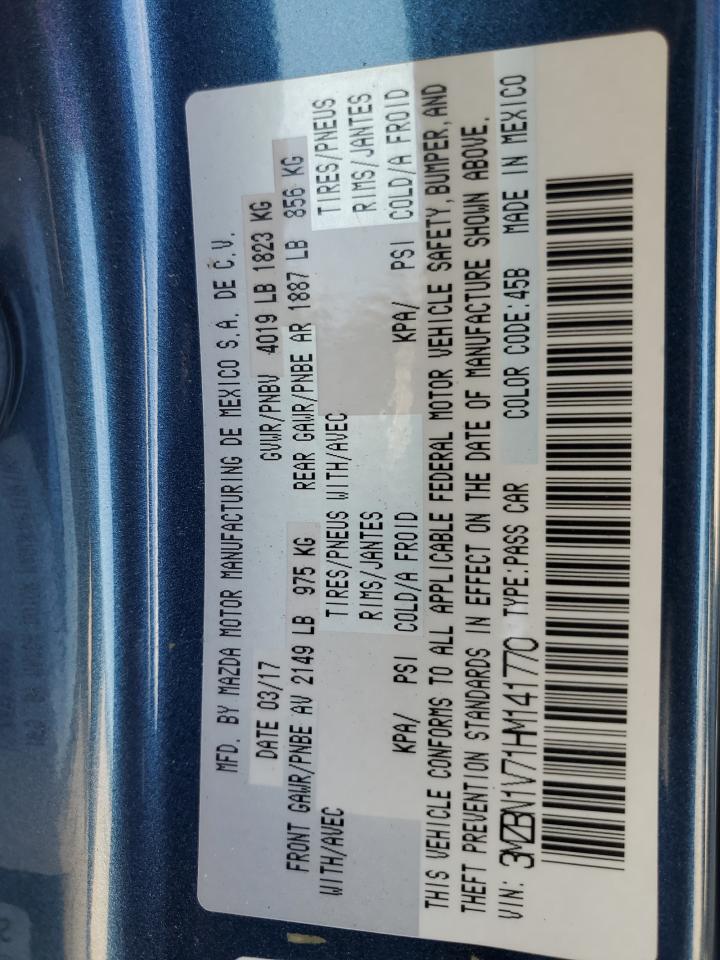 MFD. BY MAZDA MOTOR MANUFACTURING DE MEXICO S.A. DE C.V.
DATE 03/17 GVWR/PNBV 4019 LB 1823 KG
FRONT GAWR/PNBE AV 2149 LB 975 KG REAR GAWR/PNBE AR 1887 LB 856 KG
WITH/AVEC TIRES/PNEUS WITH/AVEC TIRES/PNEUS
RIMS/JANTES RIMS/JANTES
KPA/ PSI COLD/A FROID KPA/ PSI COLD/A FROID
THIS VEHICLE CONFORMS TO ALL APPLICABLE FEDERAL MOTOR VEHICLE SAFETY, BUMPER, AND
THEFT PREVENTION STANDARDS IN EFFECT ON THE DATE OF MANUFACTURE SHOWN ABOVE.
VIN: 3MZBN1V71HM141770 TYPE:PASS CAR COLOR CODE:45B MADE IN MEXICO